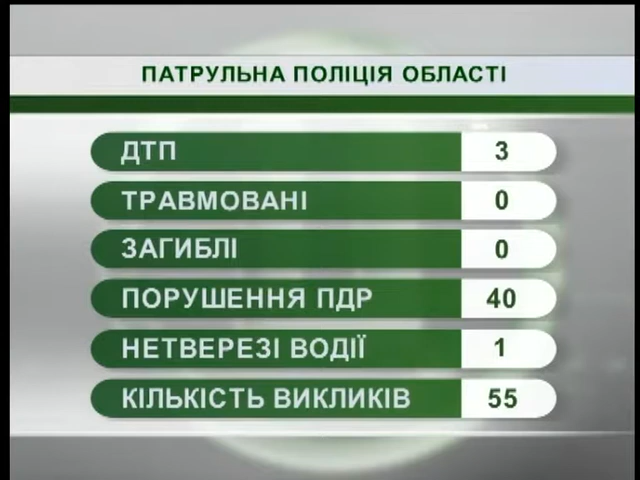 ПАТРУЛЬНА ПОЛІЦІЯ ОБЛАСТІ
ДТП 3
ТРАВМОВАНІ 0
ЗАГИБЛІ 0
ПОРУШЕННЯ ПДР 40
НЕТВЕРЕЗІ ВОДІЇ 1
КІЛЬКІСТЬ ВИКЛИКІВ 55